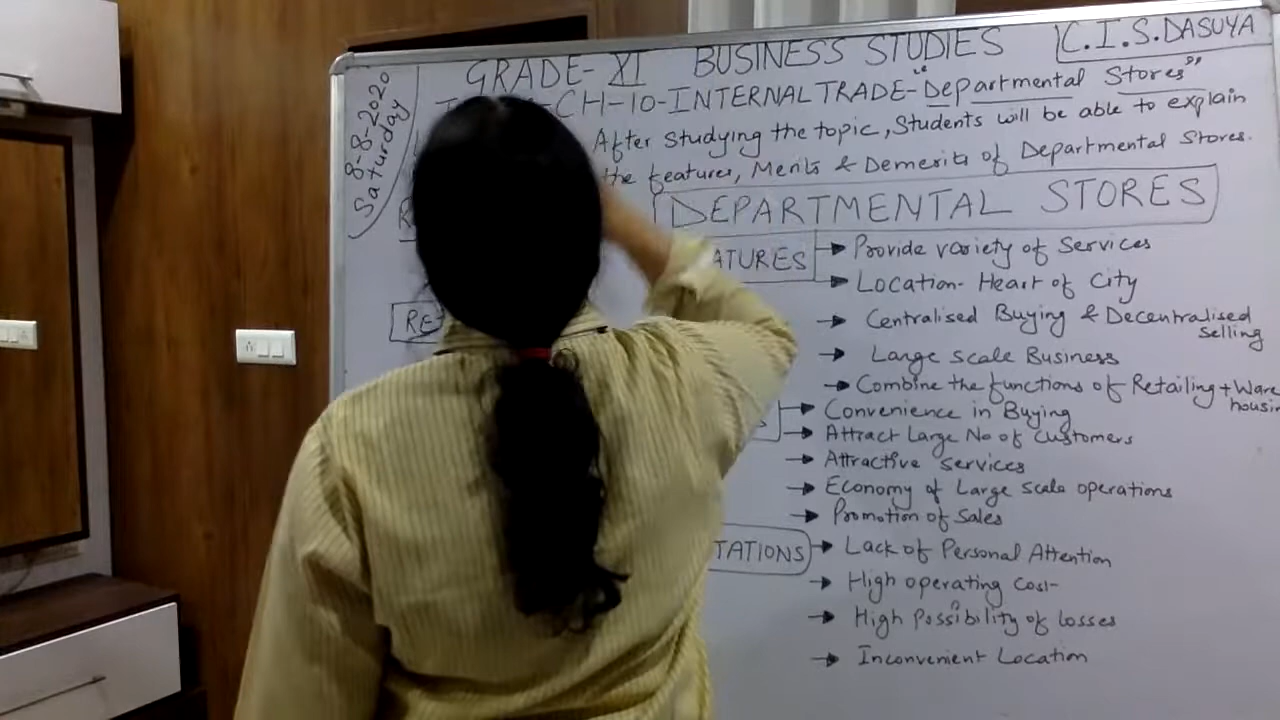 8-8-2020
Saturday
GRADE-XI BUSINESS STUDIES
C.I.S.DASUYA
CH-10-INTERNAL TRADE-"Departmental Stores"
After studying the topic, Students will be able to explain
the features, Merits & Demerits of Departmental Stores.
DEPARTMENTAL STORES
ATURES
Provide variety of Services
Location- Heart of City
RE
Centralised Buying & Decentralised
selling
Large scale Business
Combine the functions of Retailing + Ware
housin
Convenience in Buying
Attract Large No of customers
Attractive services
Economy of Large scale operations
Promotion of Sales
TATIONS
Lack of Personal Attention
High operating cost
High Possibility of losses
Inconvenient Location